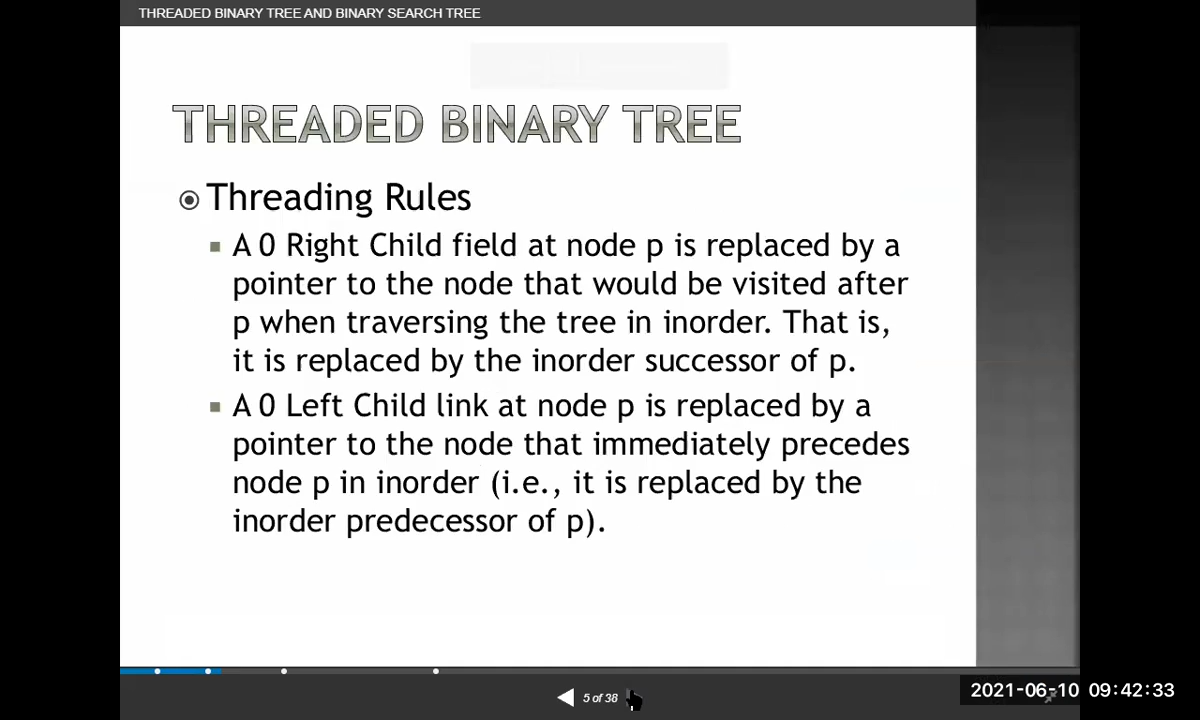 THREADED BINARY TREE AND BINARY SEARCH TREE
THREADED BINARY TREE
Threading Rules
A 0 Right Child field at node p is replaced by a
pointer to the node that would be visited after
p when traversing the tree in inorder. That is,
it is replaced by the inorder successor of p.
A 0 Left Child link at node p is replaced by a
pointer to the node that immediately precedes
node p in inorder (i.e., it is replaced by the
inorder predecessor of p).
5 of 38
2021-06-10 09:42:33